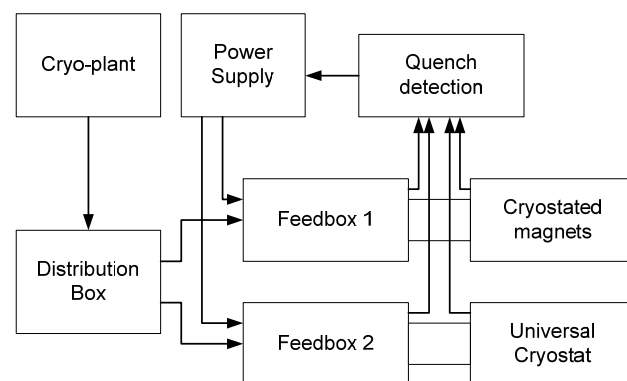 Cryo-plant
Power
Supply
Quench
detection
Feedbox 1
Cryostated
magnets
Distribution
Box
Feedbox 2
Universal
Cryostat